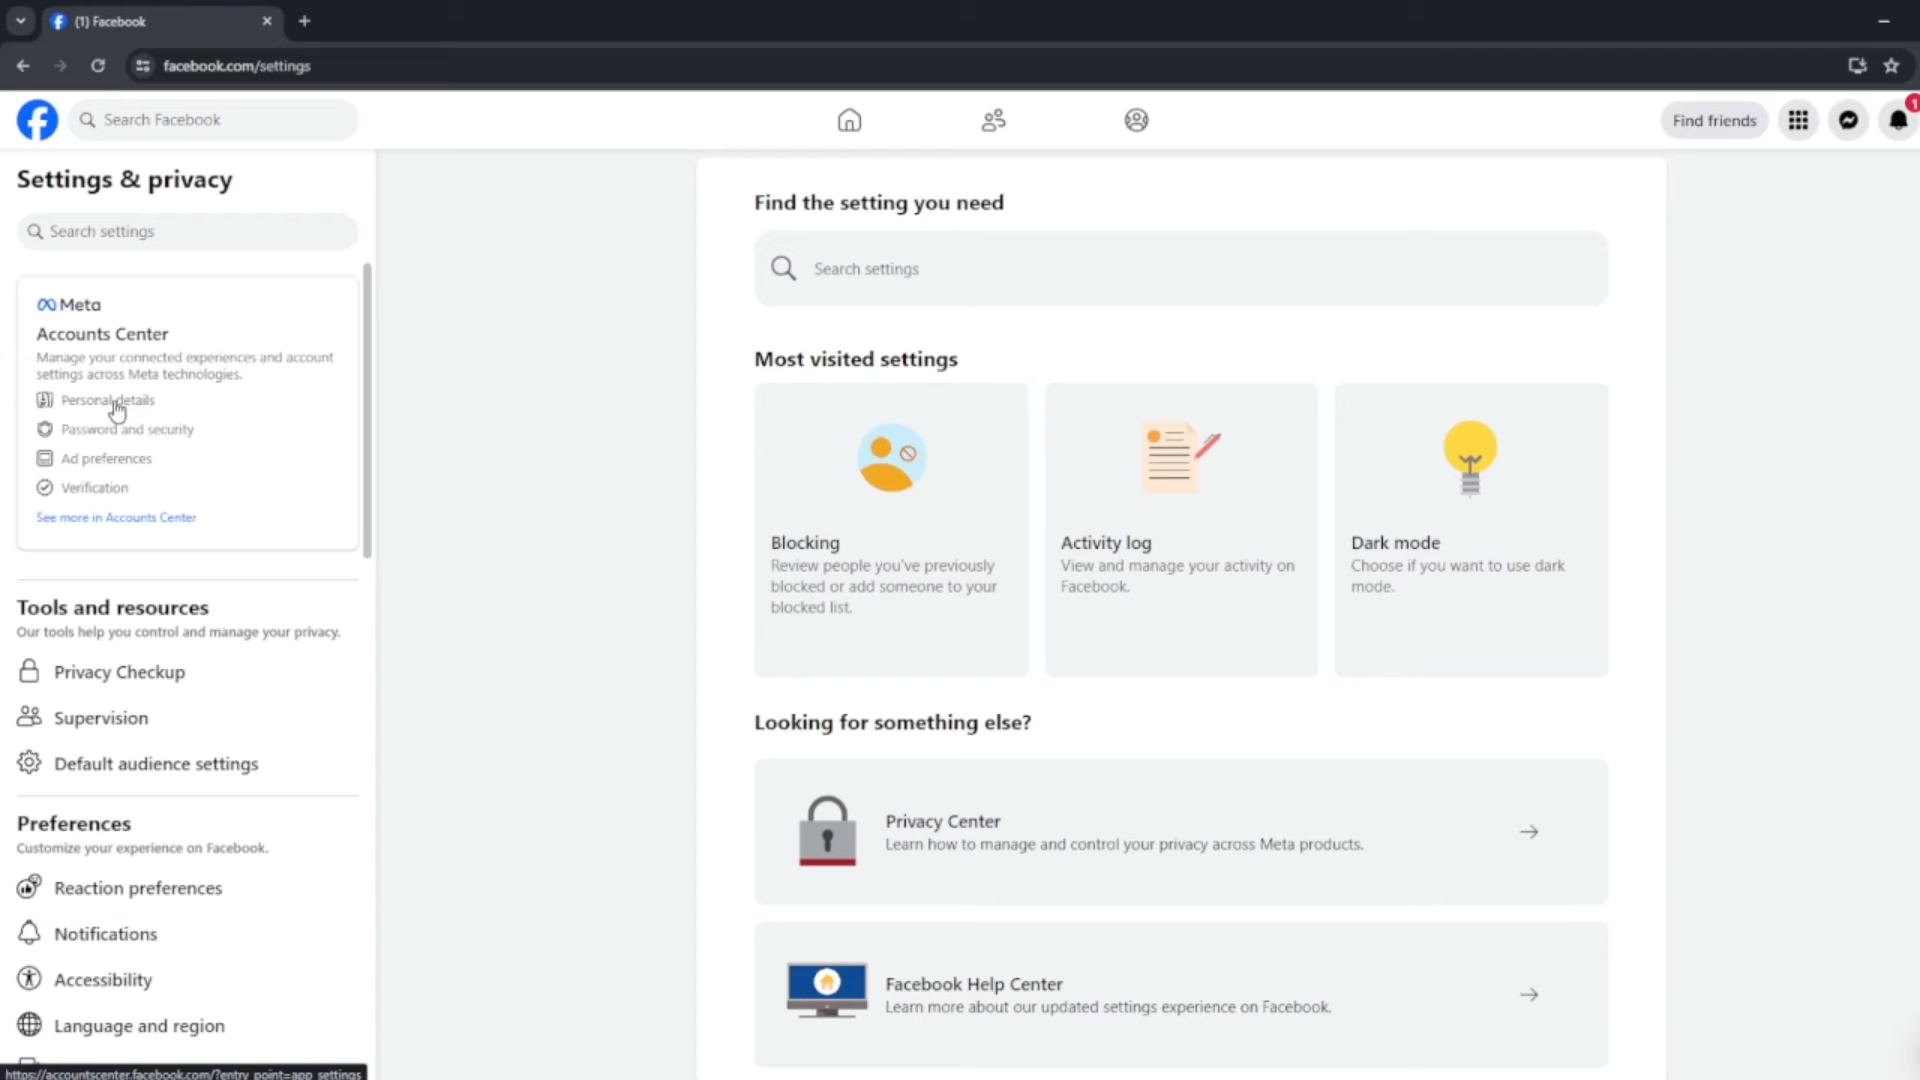 (1) Facebook
facebook.com/settings
Search Facebook
Find friends
1
Settings & privacy
Search settings
Meta
Accounts Center
Manage your connected experiences and account
settings across Meta technologies.
Personal details
Password and security
Ad preferences
Verification
See more in Accounts Center
Tools and resources
Our tools help you control and manage your privacy.
Privacy Checkup
Supervision
Default audience settings
Preferences
Customize your experience on Facebook.
Reaction preferences
Notifications
Accessibility
Language and region
https://accountscenter.facebook.com/?entry_point=app_settings
Find the setting you need
Search settings
Most visited settings
Blocking
Review people you've previously
blocked or add someone to your
blocked list.
Activity log
View and manage your activity on
Facebook.
Dark mode
Choose if you want to use dark
mode.
Looking for something else?
Privacy Center
Learn how to manage and control your privacy across Meta products.
Facebook Help Center
Learn more about our updated settings experience on Facebook.